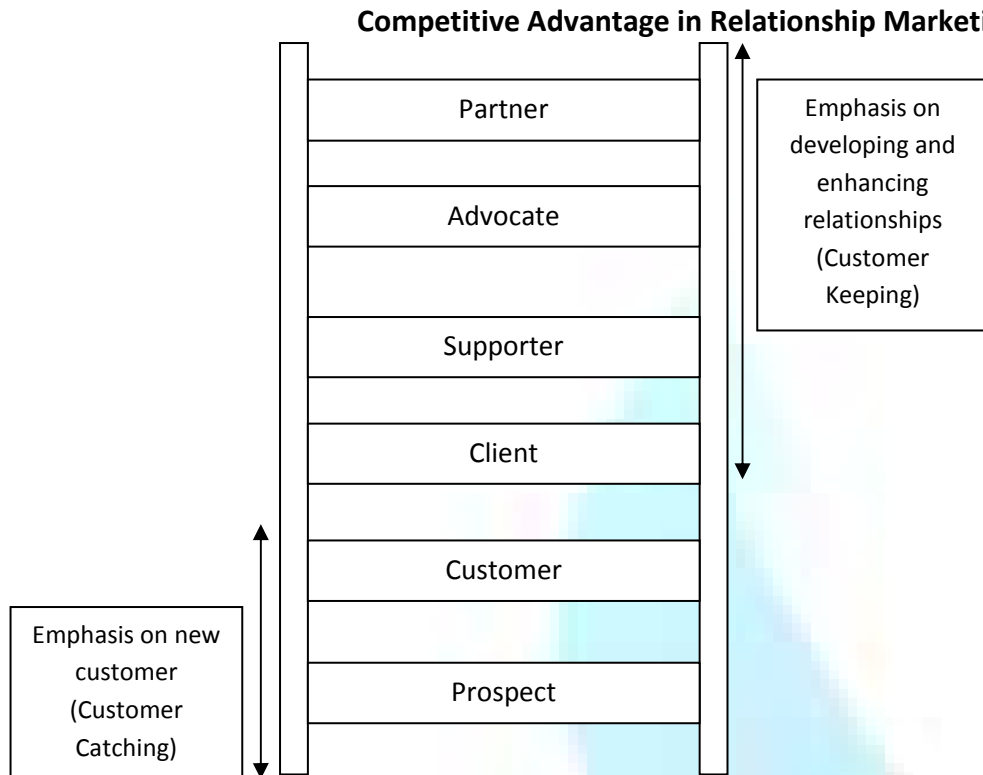 Competitive Advantage in Relationship
Partner
Emphasis on
developing and
enhancing
relationships
(Customer
Keeping)
Advocate
Supporter
Client
Customer
Emphasis on new
customer
(Customer
Catching)
Prospect